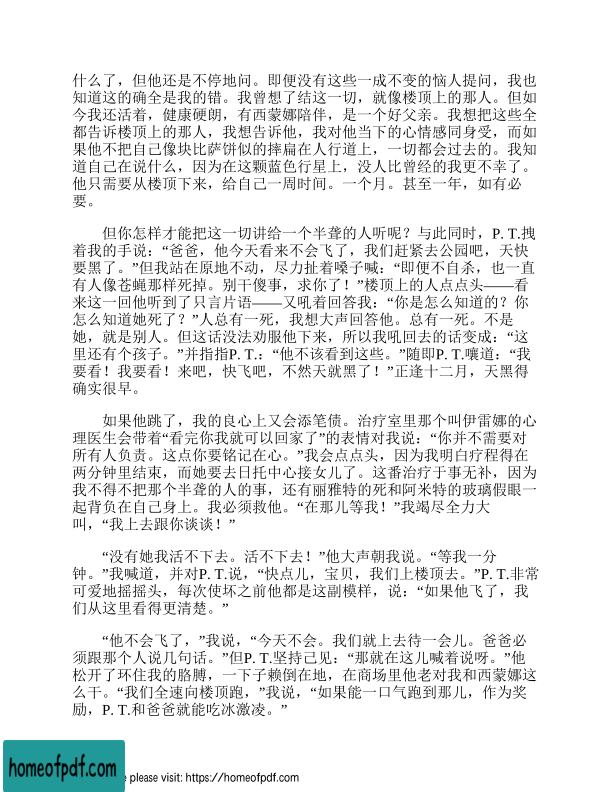 什么了，但他还是不停地问。即便没有这些一成不变的恼人提问，我也
知道这的确全是我的错。我曾想了结这一切，就像楼顶上的那人。但如
今我还活着，健康硬朗，有西蒙娜陪伴，是一个好父亲。我想把这些全
都告诉楼顶上的那人，我想告诉他，我对他当下的心情感同身受，而如
果他不把自己像块比萨饼似的摔扁在人行道上，一切都会过去的。我知
道自己在说什么，因为在这颗蓝色行星上，没人比曾经的我更不幸了。
他只需要从楼顶下来，给自己一周时间。一个月。甚至一年，如有必
要。
但你怎样才能把这一切讲给一个半聋的人听呢？与此同时，P. T.拽
着我的手说：“爸爸，他今天看来不会飞了，我们赶紧去公园吧，天快
要黑了。”但我站在原地不动，尽力扯着嗓子喊：“即便不自杀，也一直
有人像苍蝇那样死掉。别干傻事，求你了！”楼顶上的人点点头——看
来这一回他听到了只言片语——又吼着回答我：“你是怎么知道的？你
怎么知道她死了？”人总有一死，我想大声回答他。总有一死。不是
她，就是别人。但这话没法劝服他下来，所以我吼回去的话变成：“这
里还有个孩子。”并指指P. T.：“他不该看到这些。”随即P. T.嚷道：“我
要看！我要看！来吧，快飞吧，不然天就黑了！”正逢十二月，天黑得
确实很早。
如果他跳了，我的良心上又会添笔债。治疗室里那个叫伊雷娜的心
理医生会带着“看完你我就可以回家了”的表情对我说：“你并不需要对
所有人负责。这点你要铭记在心。”我会点点头，因为我明白疗程得在
两分钟里结束，而她要去日托中心接女儿了。这番治疗于事无补，因为
我不得不把那个半聋的人的事，还有丽雅特的死和阿米特的玻璃假眼一
起背负在自己身上。我必须救他。“在那儿等我！”我竭尽全力大
叫，“我上去跟你谈谈！”
“没有她我活不下去。活不下去！”他大声朝我说。“等我一分
钟。”我喊道，并对P. T.说，“快点儿，宝贝，我们上楼顶去。”P. T.非常
可爱地摇摇头，每次使坏之前他都是这副模样，说：“如果他飞了，我
们从这里看得更清楚。”
“他不会飞了，”我说，“今天不会。我们就上去待一会儿。爸爸必
须跟那个人说几句话。”但P. T.坚持己见：“那就在这儿喊着说呀。”他
松开了环住我的胳膊，一下子赖倒在地，在商场里他老对我和西蒙娜这
么干。“我们全速向楼顶跑，”我说，“如果能一口气跑到那儿，作为奖
励，P. T.和爸爸就能吃冰激凌。”
homeofpdf.com
e please visit: https://homeofpdf.com